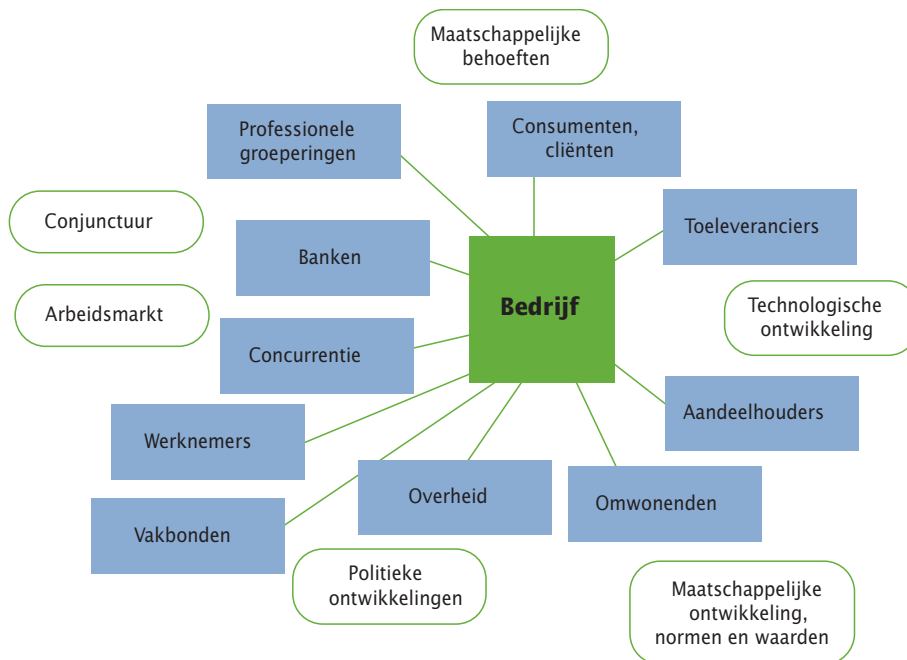 Maatschappelijke
behoeften
Professionele
groeperingen
Consumenten,
cliënten
Conjunctuur
Toeleveranciers
Banken
Bedrijf
Arbeidsmarkt
Technologische
ontwikkeling
Concurrentie
Aandeelhouders
Werknemers
Overheid
Omwonenden
Vakbonden
Politieke
ontwikkelingen
Maatschappelijke
ontwikkeling,
normen en waarden